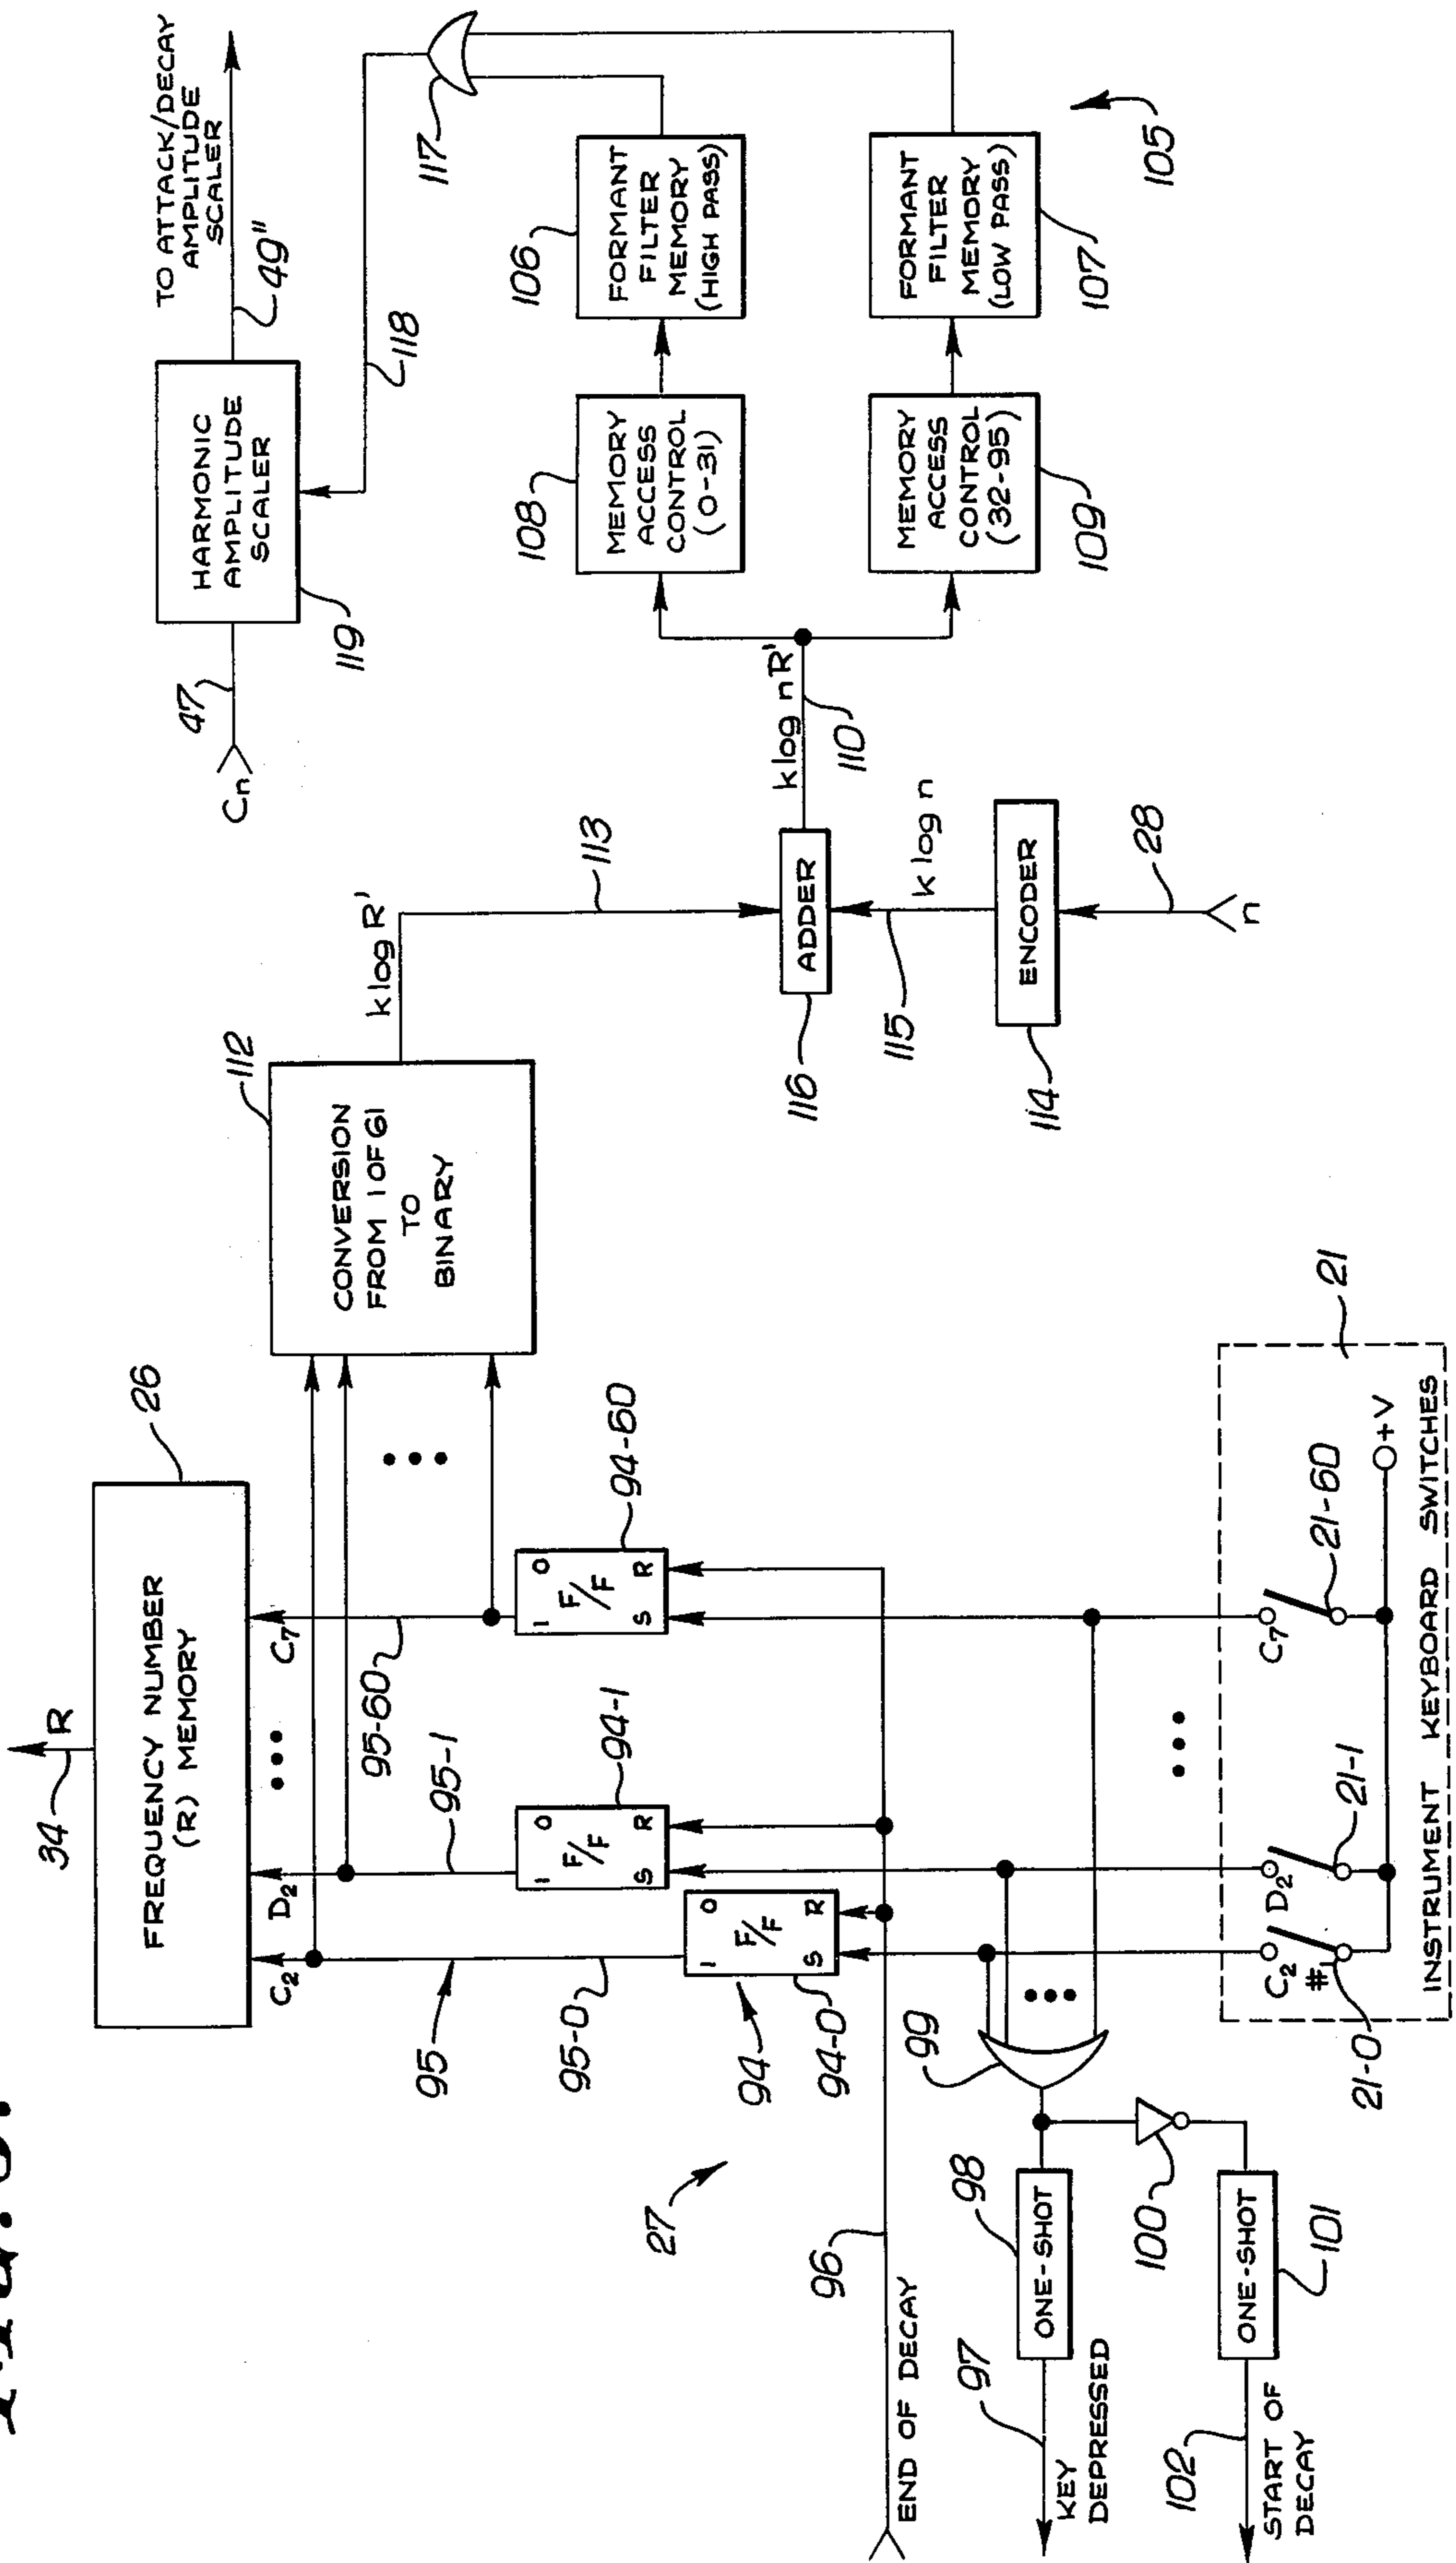 34
R
26
FREQUENCY NUMBER
(R) MEMORY
C2
D2
C7
95
95-0
95-1
95-60
94
94-0
94-1
94-60
1 0
F/F
S R
1 0
F/F
S R
1 0
F/F
S R
27
96
END OF DECAY
97
KEY
DEPRESSED
98
ONE-SHOT
99
100
101
ONE-SHOT
102
START OF
DECAY
21
C2
#1
D2
C7
21-0
21-1
21-60
+V
INSTRUMENT KEYBOARD SWITCHES
112
CONVERSION
FROM 1 OF 61
TO
BINARY
k log R'
113
116
ADDER
115
k log n
114
ENCODER
28
n
k log nR'
110
108
MEMORY
ACCESS
CONTROL
(0-31)
109
MEMORY
ACCESS
CONTROL
(32-95)
106
FORMANT
FILTER
MEMORY
(HIGH PASS)
107
FORMANT
FILTER
MEMORY
(LOW PASS)
105
117
118
Cn
47
119
HARMONIC
AMPLITUDE
SCALER
49"
TO ATTACK/DECAY
AMPLITUDE
SCALER